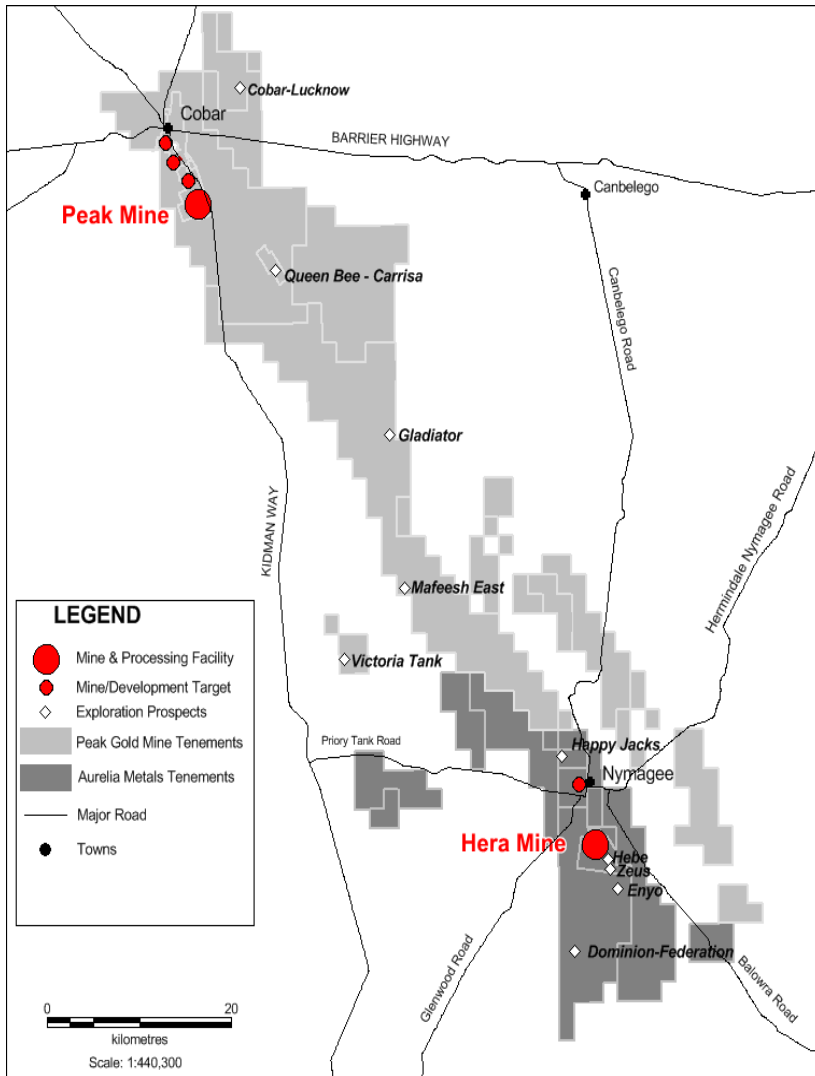 Cobar-Lucknow
Cobar
BARRIER HIGHWAY
Canbelego
Peak Mine
Queen Bee - Carrisa
Canbelego Road
Gladiator
Hermindale Nymagee Road
KIDMAN WAY
Mafeesh East
LEGEND
Mine & Processing Facility
Mine/Development Target
Exploration Prospects
Peak Gold Mine Tenements
Aurelia Metals Tenements
Major Road
Towns
Victoria Tank
Priory Tank Road
Happy Jacks
Nymagee
Hera Mine
Hebe
Zeus
Enyo
Dominion-Federation
Glenwood Road
Balowra Road
0 20
kilometres
Scale: 1:440,300